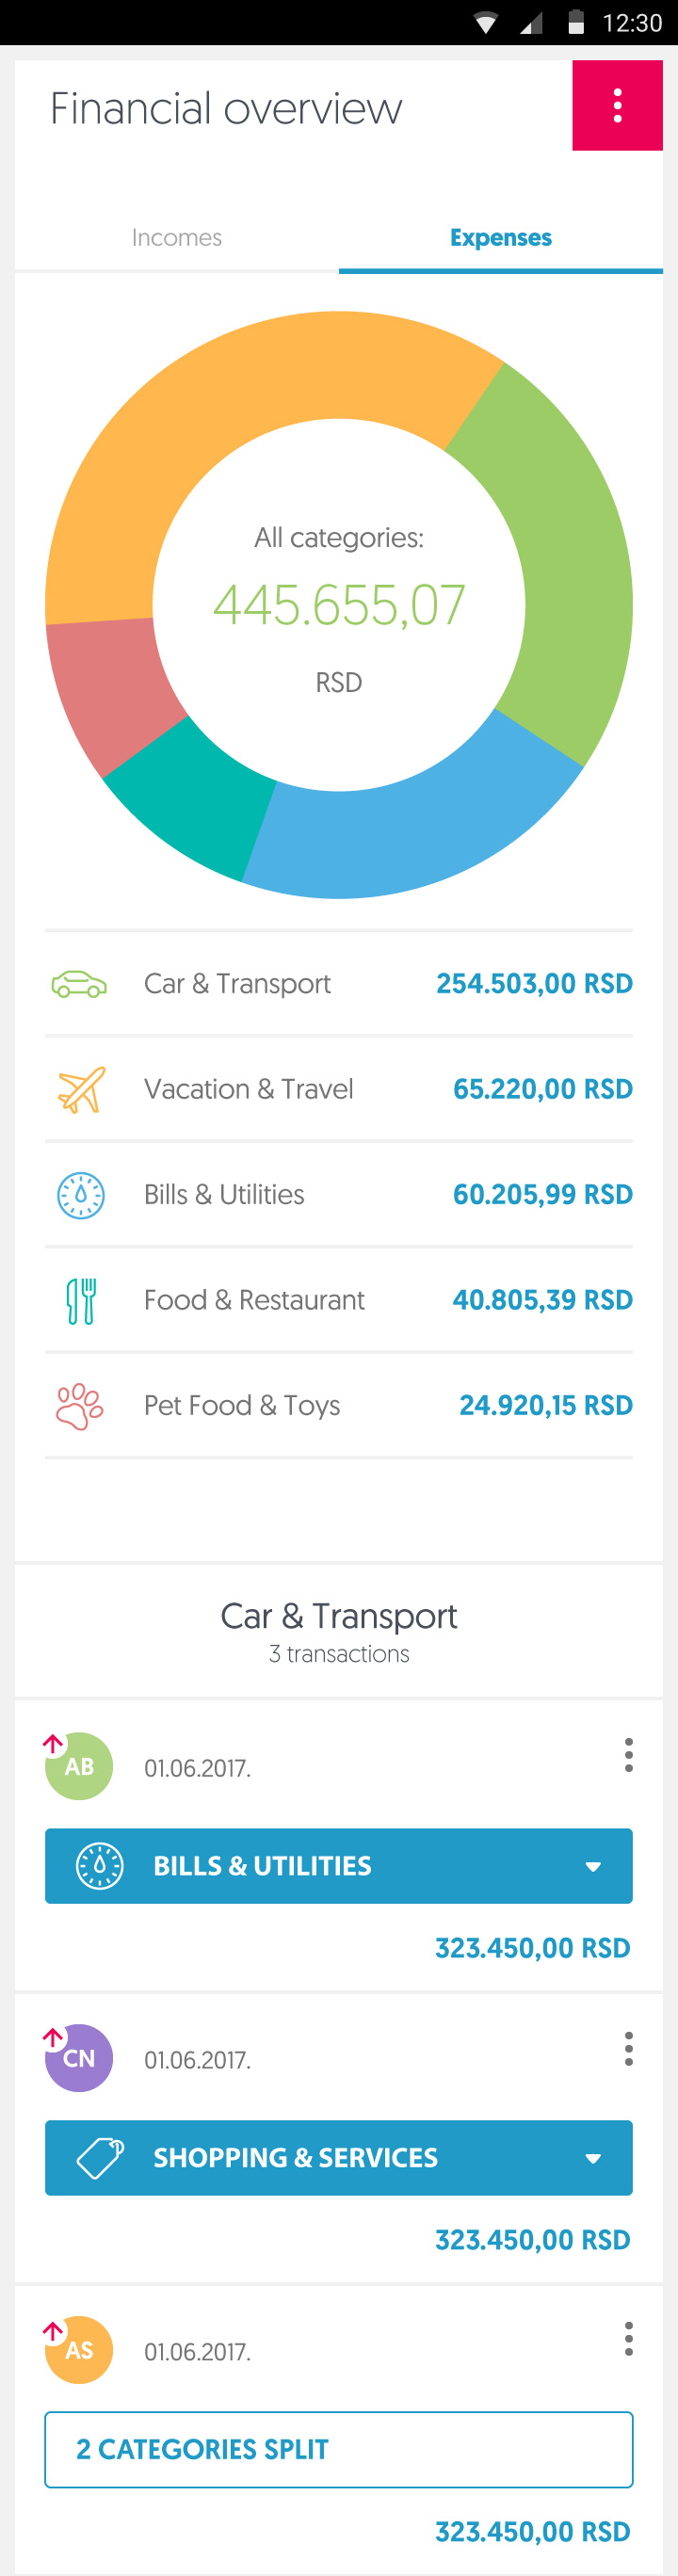 12:30
Financial overview
Incomes Expenses
All categories:
445.655,07
RSD
Car & Transport 254.503,00 RSD
Vacation & Travel 65.220,00 RSD
Bills & Utilities 60.205,99 RSD
Food & Restaurant 40.805,39 RSD
Pet Food & Toys 24.920,15 RSD
Car & Transport
3 transactions
AB 01.06.2017.
BILLS & UTILITIES
323.450,00 RSD
CN 01.06.2017.
SHOPPING & SERVICES
323.450,00 RSD
AS 01.06.2017.
2 CATEGORIES SPLIT
323.450,00 RSD